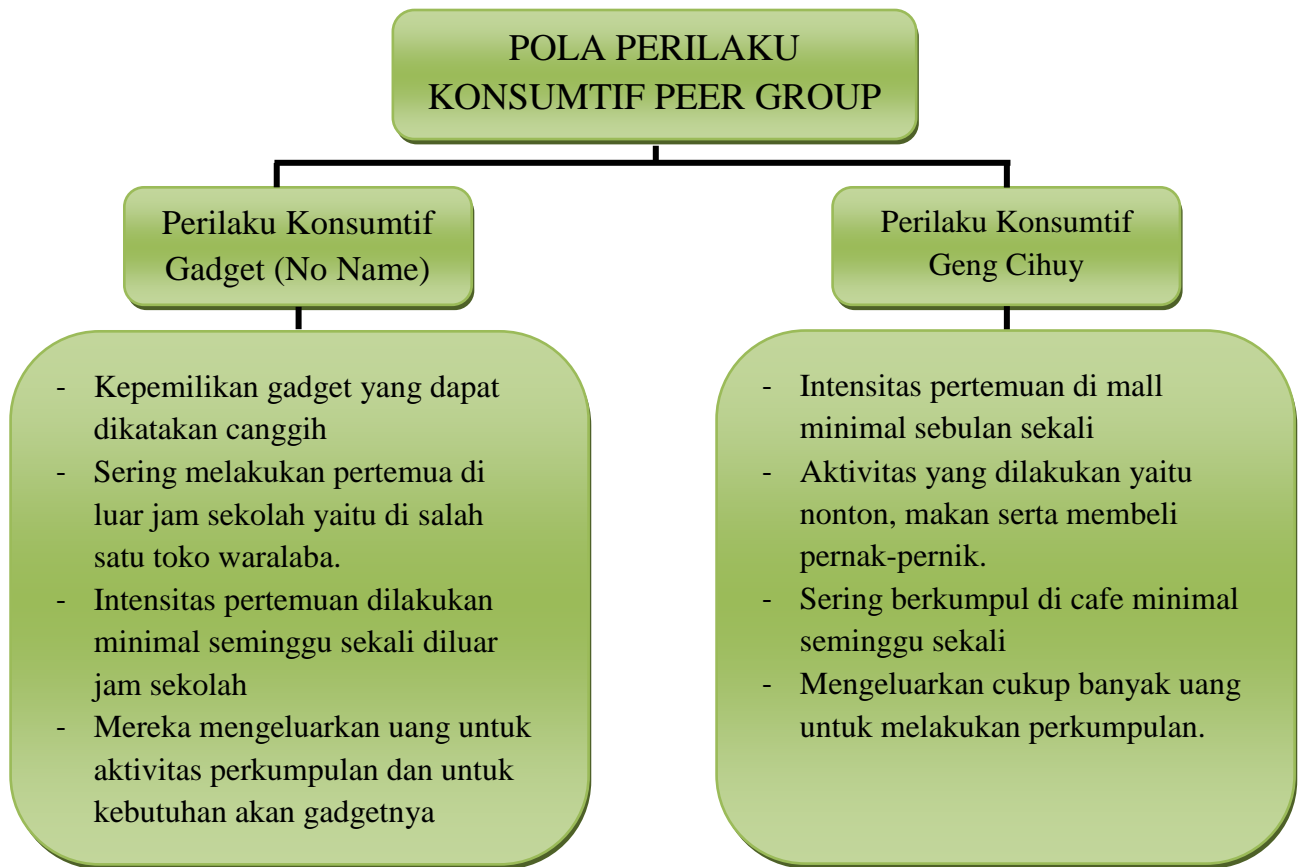 POLA PERILAKU
KONSUMTIF PEER GROUP
Perilaku Konsumtif
Gadget (No Name)
Perilaku Konsumtif
Geng Cihuy
- Kepemilikan gadget yang dapat
dikatakan canggih
- Sering melakukan pertemua di
luar jam sekolah yaitu di salah
satu toko waralaba.
- Intensitas pertemuan dilakukan
minimal seminggu sekali diluar
jam sekolah
- Mereka mengeluarkan uang untuk
aktivitas perkumpulan dan untuk
kebutuhan akan gadgetnya
- Intensitas pertemuan di mall
minimal sebulan sekali
- Aktivitas yang dilakukan yaitu
nonton, makan serta membeli
pernak-pernik.
- Sering berkumpul di cafe minimal
seminggu sekali
- Mengeluarkan cukup banyak uang
untuk melakukan perkumpulan.